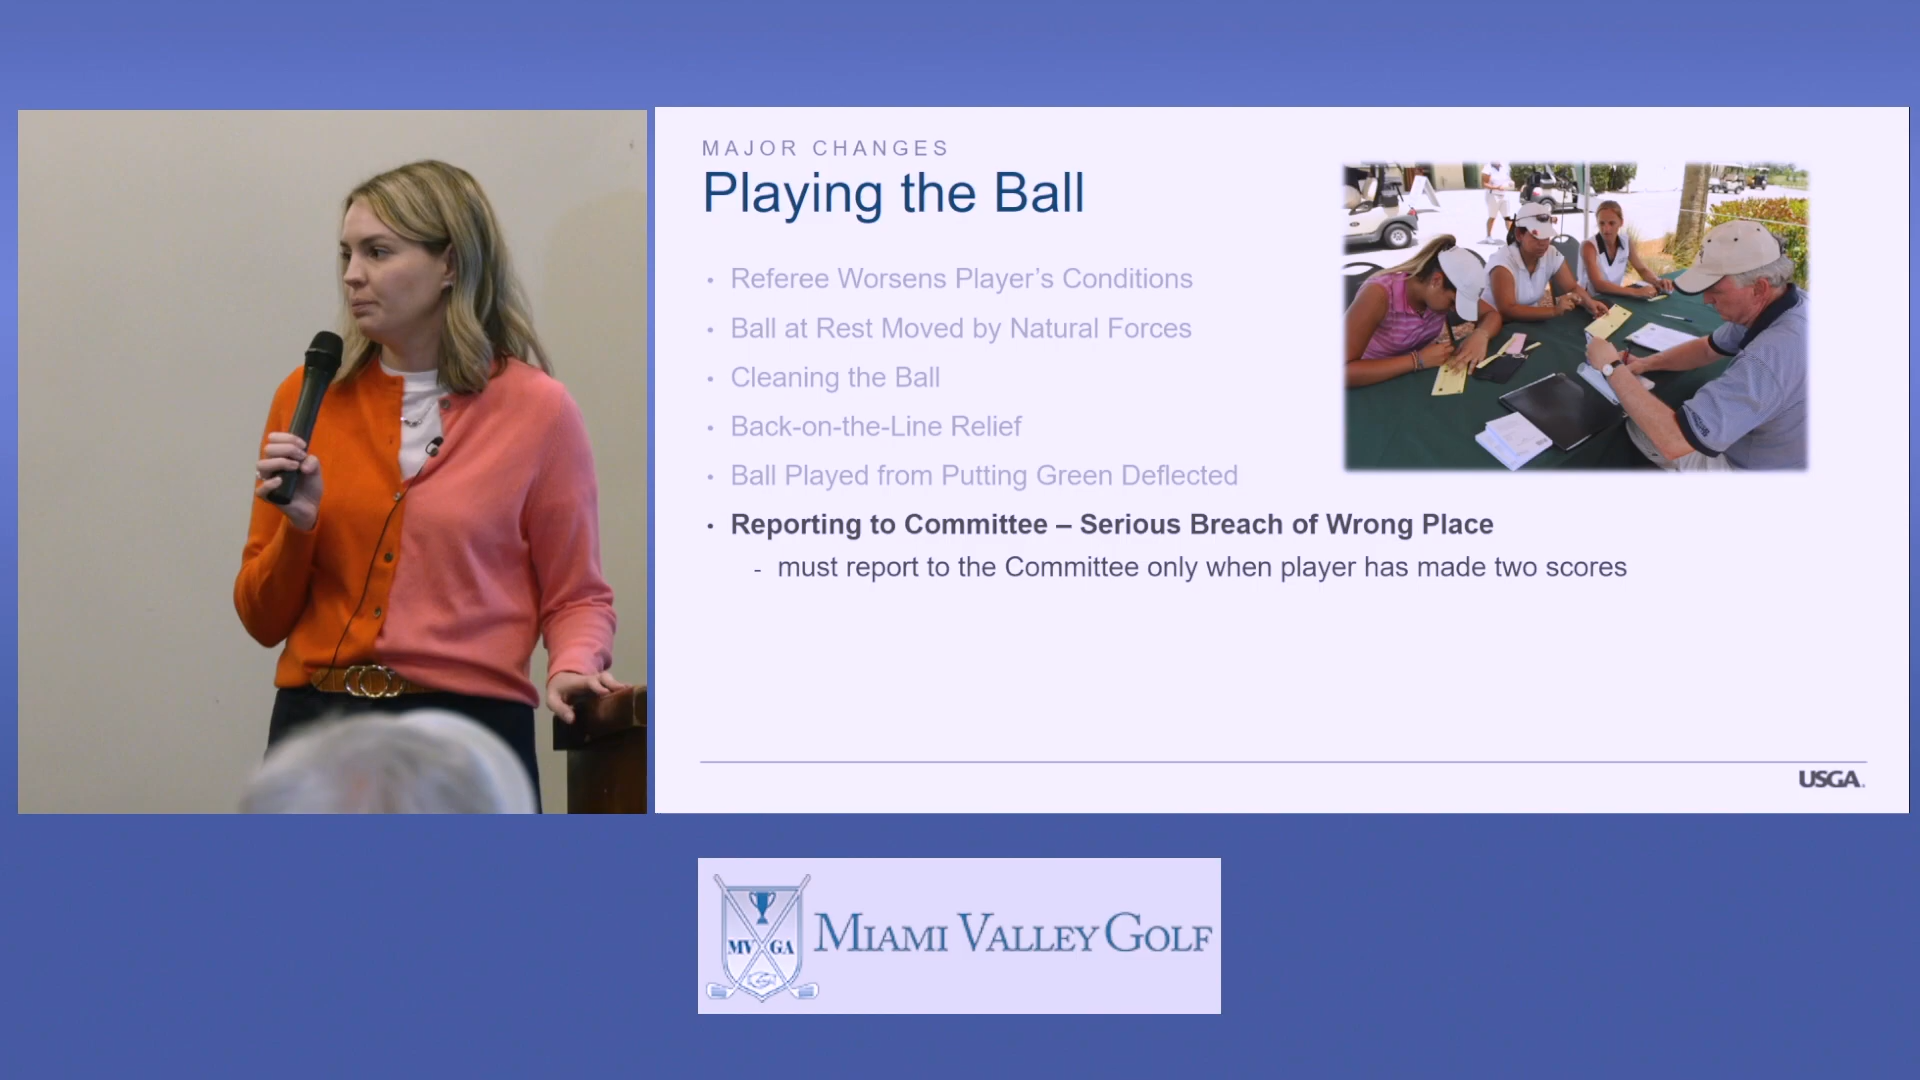 MAJOR CHANGES
Playing the Ball
• Referee Worsens Player’s Conditions
• Ball at Rest Moved by Natural Forces
• Cleaning the Ball
• Back-on-the-Line Relief
• Ball Played from Putting Green Deflected
• Reporting to Committee – Serious Breach of Wrong Place
- must report to the Committee only when player has made two scores
USGA.
MV GA
MIAMI VALLEY GOLF